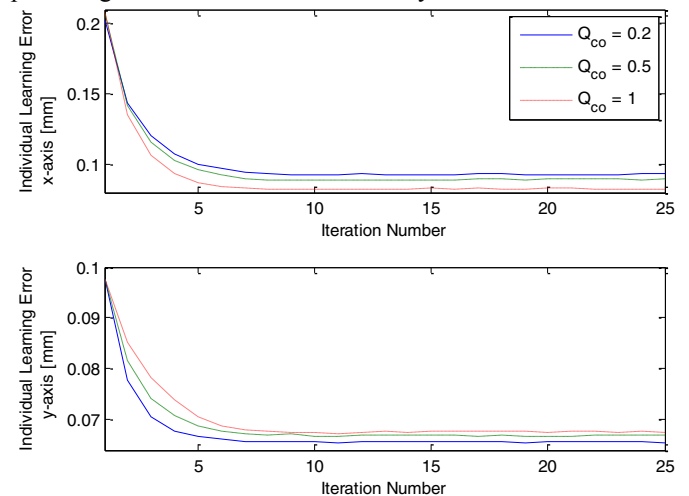 0.2
0.15
0.1
Individual Learning Error
x-axis [mm]
Q_co = 0.2
Q_co = 0.5
Q_co = 1
5 10 15 20 25
Iteration Number
0.1
0.09
0.08
0.07
Individual Learning Error
y-axis [mm]
5 10 15 20 25
Iteration Number